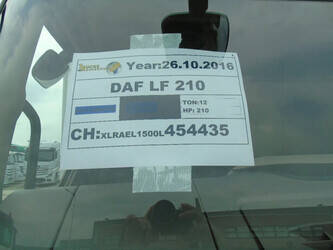 Year:26.10.2016
DAF LF 210
TON:12
HP: 210
CH:XLRAEL1500L454435